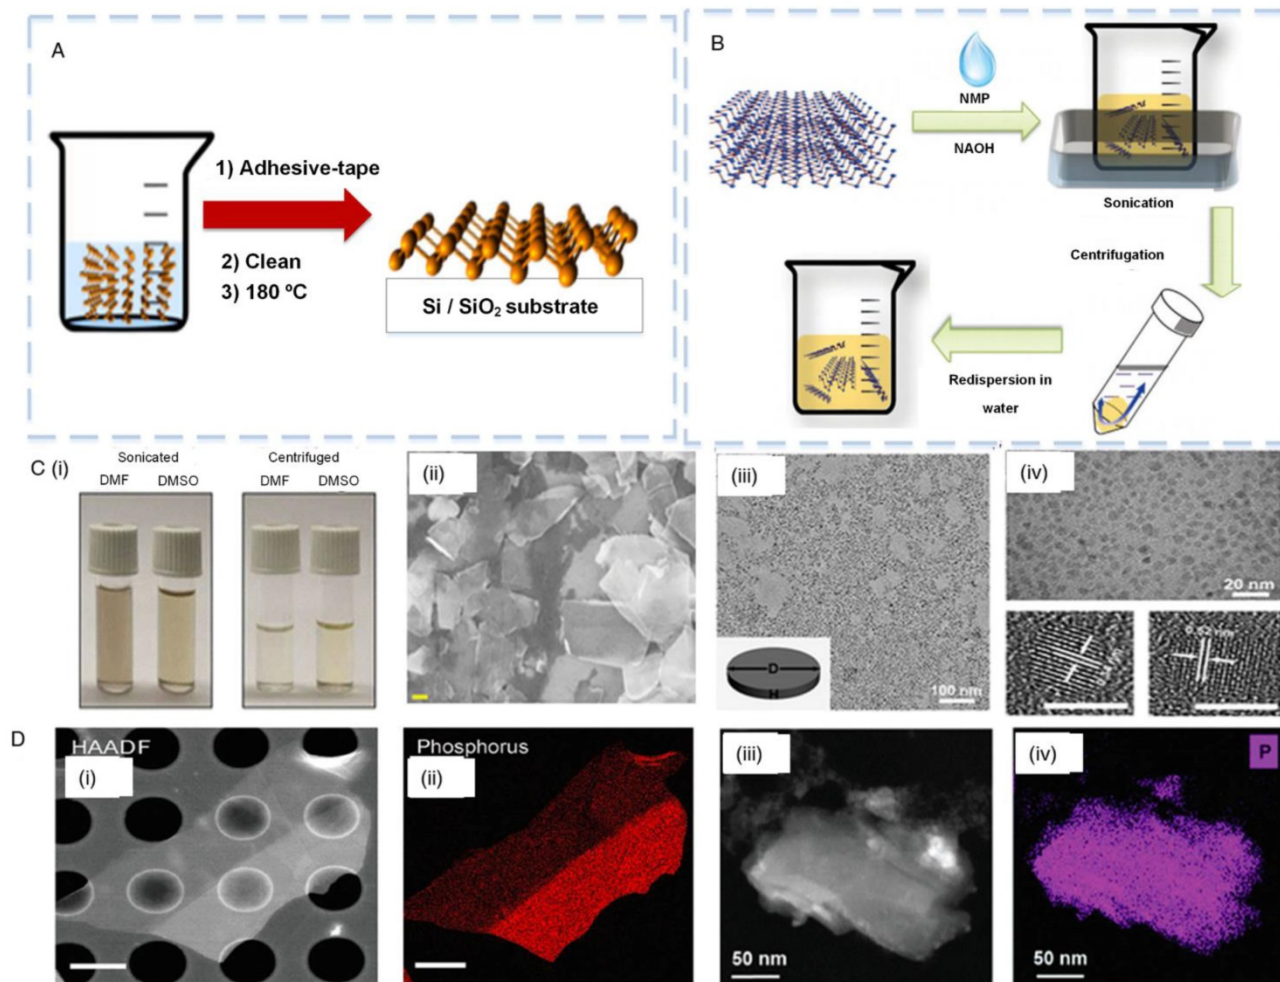 A
1) Adhesive-tape
2) Clean
3) 180 ºC
Si / SiO₂ substrate
B
NMP
NAOH
Sonication
Centrifugation
Redispersion in
water
C (i)
Sonicated
DMF DMSO
Centrifuged
DMF DMSO
(ii)
(iii)
D
H
100 nm
(iv)
20 nm
D
HAADF
(i)
Phosphorus
(ii)
(iii)
50 nm
(iv)
P
50 nm